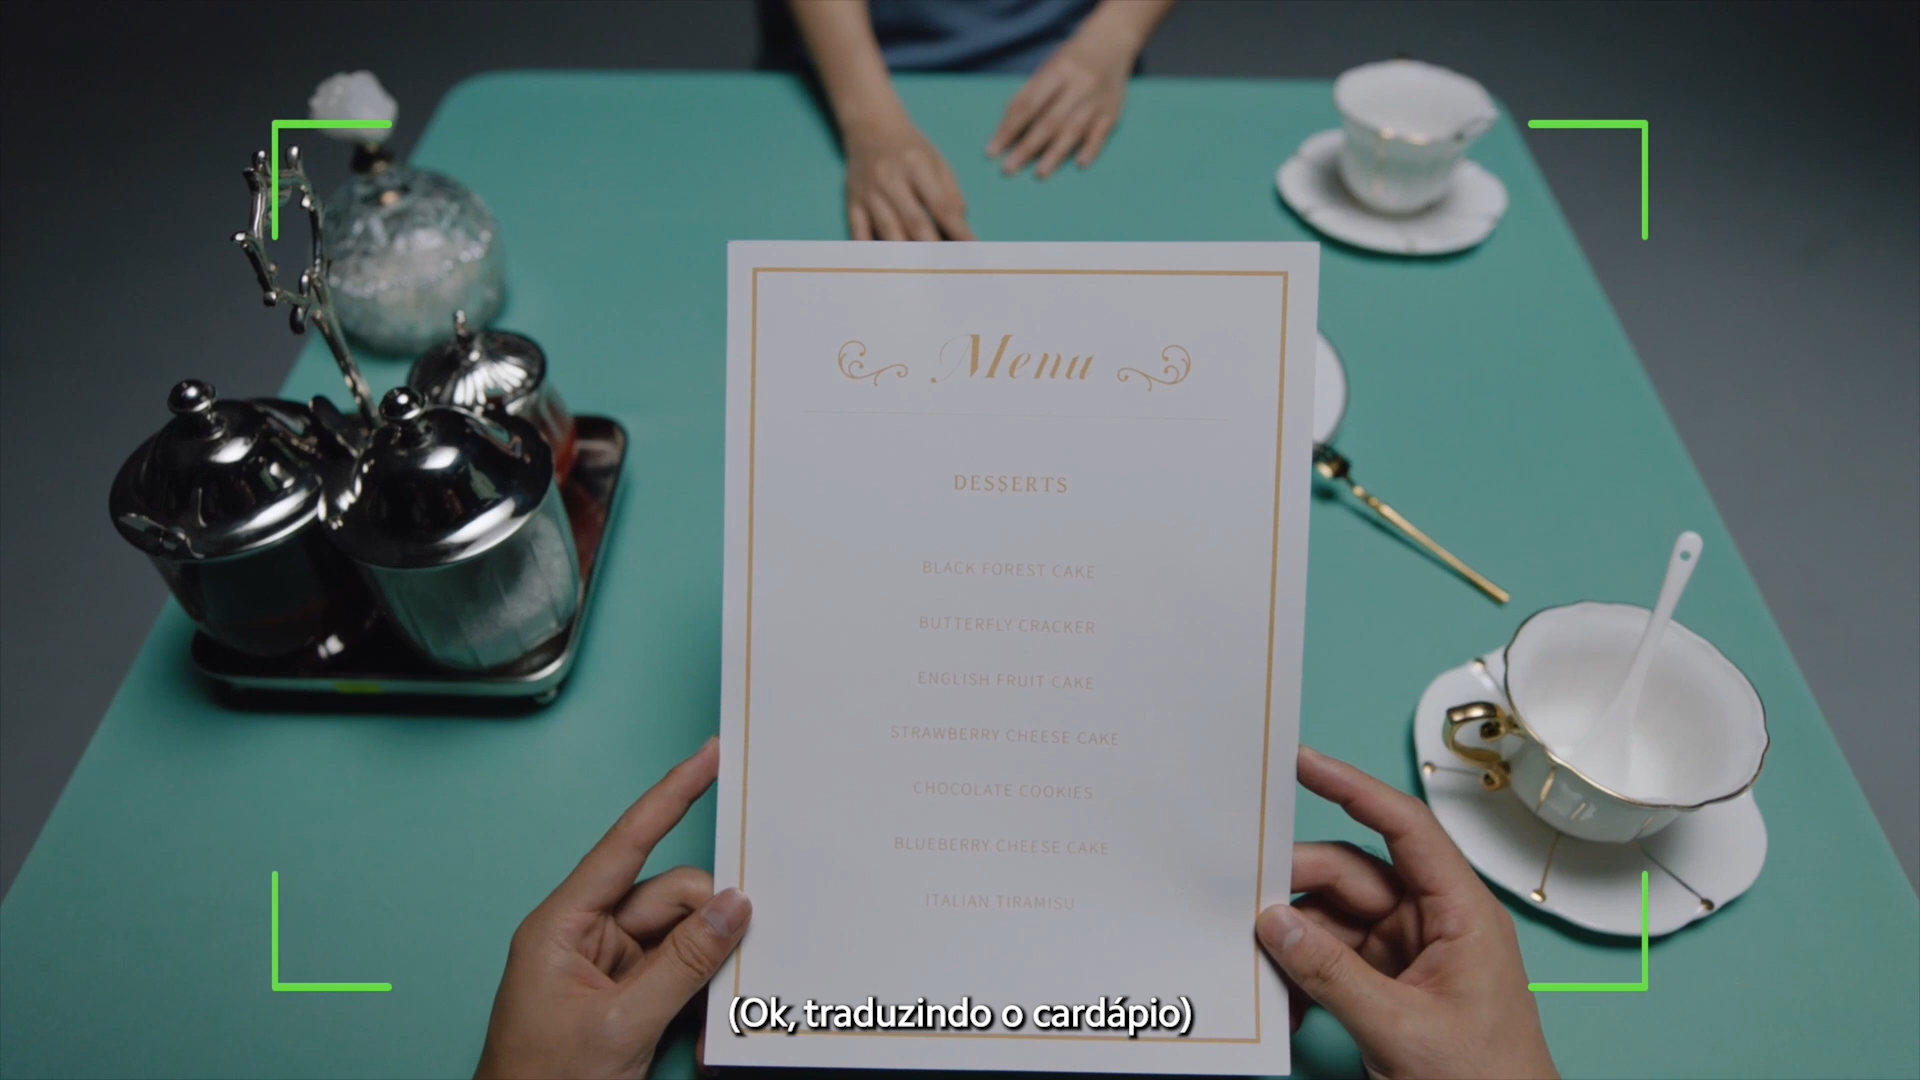 Menu
DESSERTS
BLACK FOREST CAKE
BUTTERFLY CRACKER
ENGLISH FRUIT CAKE
STRAWBERRY CHEESE CAKE
CHOCOLATE COOKIES
BLUEBERRY CHEESE CAKE
ITALIAN TIRAMISU
(Ok, traduzindo o cardápio)